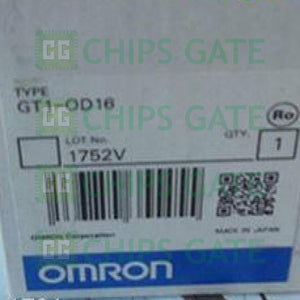 CHIPS GATE
TYPE
GT1-OD16
Ro
CHIPS GATE
LOT No.
QTY.
1752V
1
CHIPS GATE
OMRON Corporation
MADE IN JAPAN
CHIPS GATE
OMRON